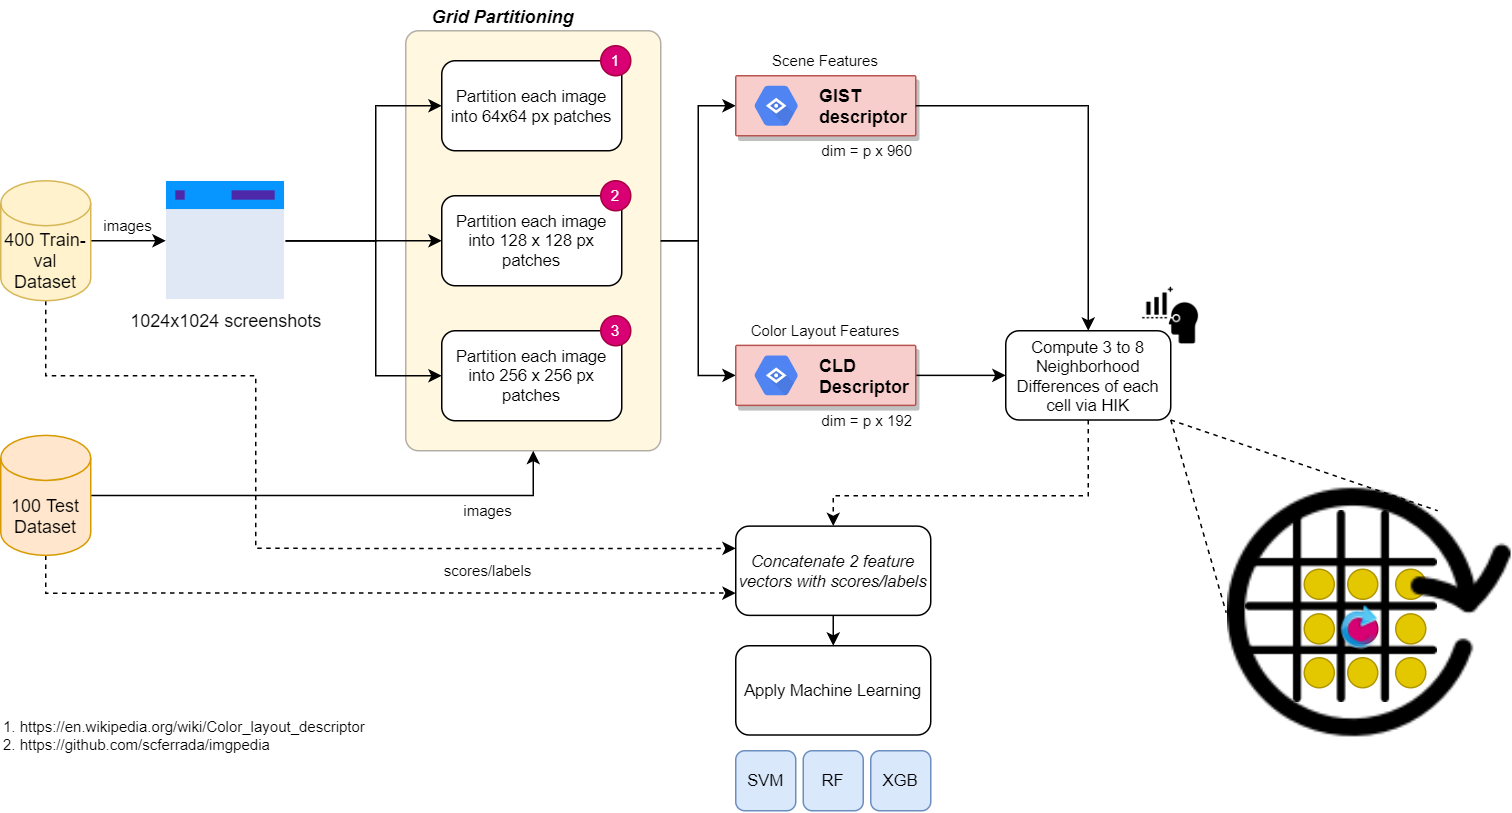 Grid Partitioning
1
Partition each image
into 64x64 px patches
2
Partition each image
into 128 x 128 px
patches
3
Partition each image
into 256 x 256 px
patches
Scene Features
GIST
descriptor
dim = p x 960
400 Train-
val
Dataset
images
1024x1024 screenshots
Color Layout Features
CLD
Descriptor
dim = p x 192
Compute 3 to 8
Neighborhood
Differences of each
cell via HIK
100 Test
Dataset
images
scores/labels
Concatenate 2 feature
vectors with scores/labels
Apply Machine Learning
SVM
RF
XGB
1. https://en.wikipedia.org/wiki/Color_layout_descriptor
2. https://github.com/scferrada/imgpedia